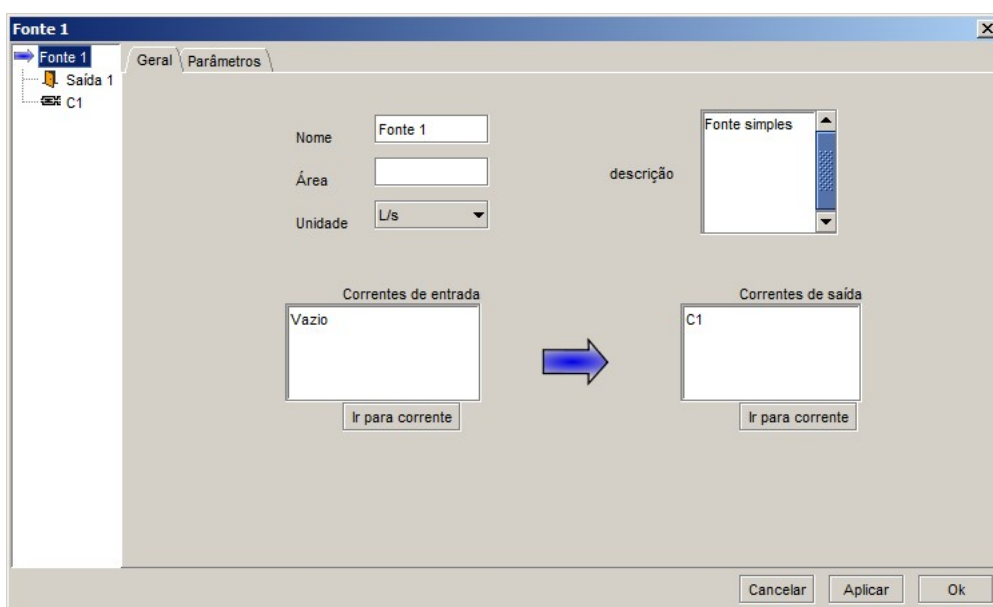 Fonte 1
Fonte 1
Saída 1
C1
Geral
Parâmetros
Nome
Fonte 1
Área
Unidade
L/s
descrição
Fonte simples
Correntes de entrada
Vazio
Ir para corrente
Correntes de saída
C1
Ir para corrente
Cancelar
Aplicar
Ok